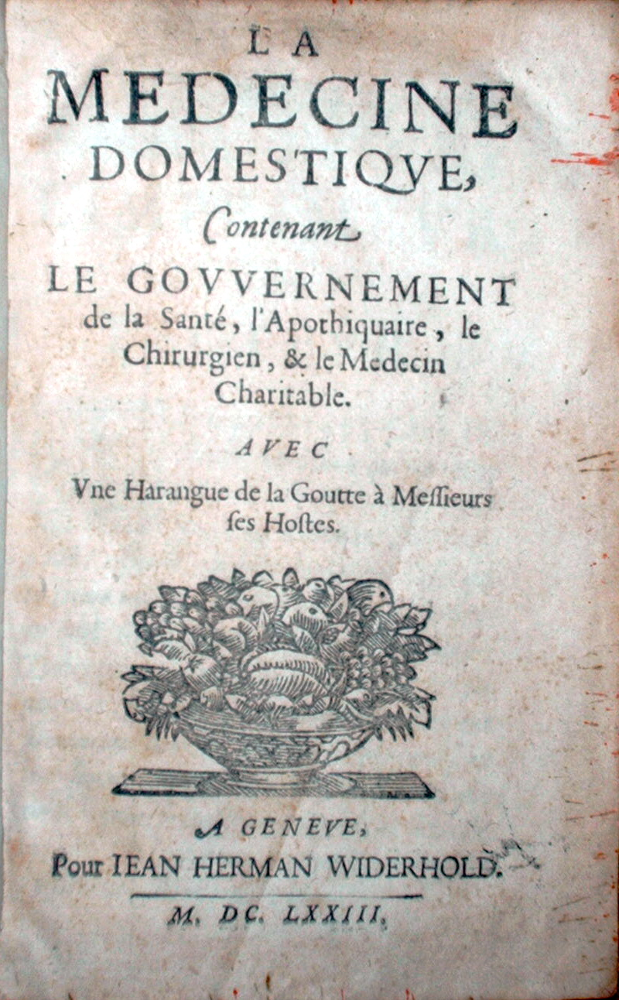 LA
MEDECINE
DOMESTIQVE,
Contenant
LE GOVVERNEMENT
de la Santé, l'Apothiquaire, le
Chirurgien, & le Medecin
Charitable.
AVEC
Vne Harangue de la Goutte à Meſſieurs
ſes Hoſtes.
A GENEVE,
Pour IEAN HERMAN WIDERHOLD.
M. DC. LXXIII.